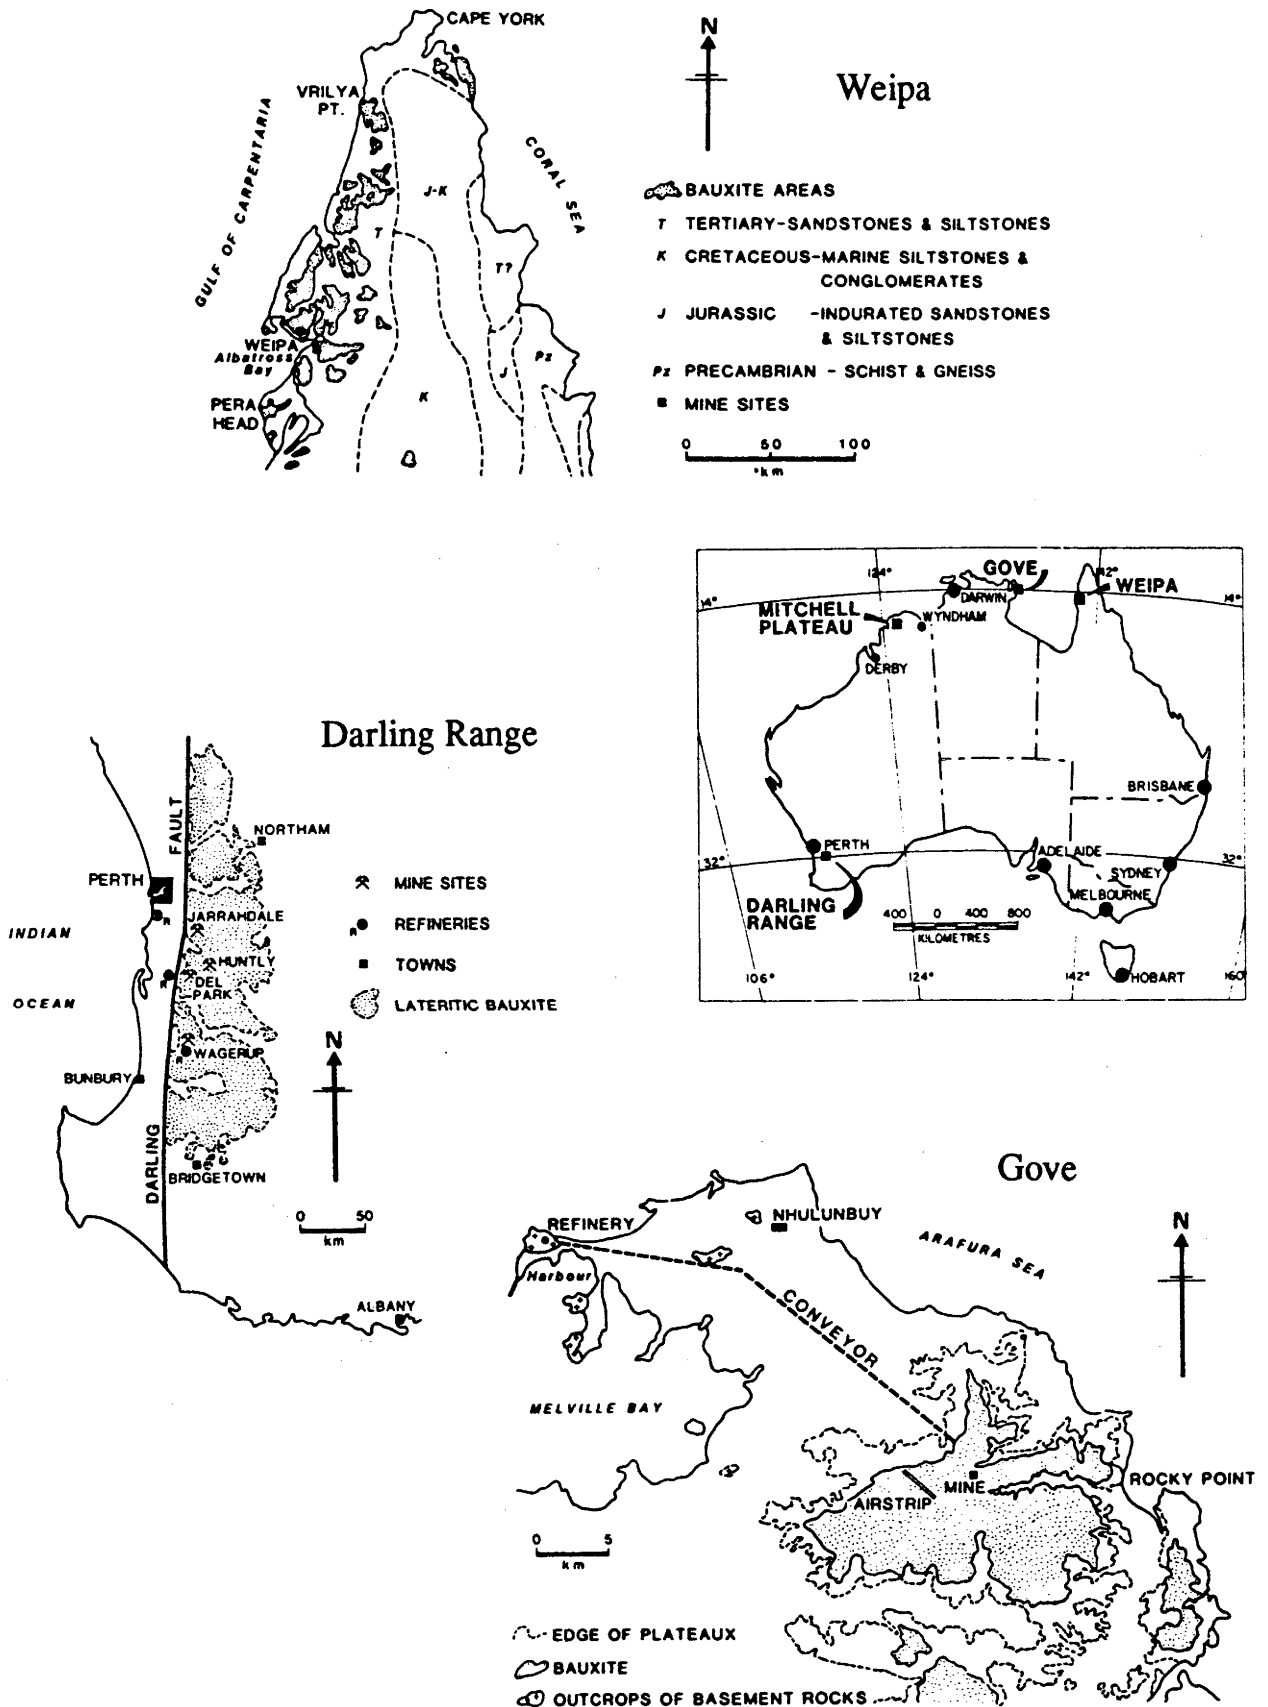 CAPE YORK
N
Weipa
VRILYA
PT.
GULF OF CARPENTARIA
CORAL SEA
J-K
T
T?
WEIPA
Albatross
Bay
Pz
J
K
PERA
HEAD
BAUXITE AREAS
T TERTIARY-SANDSTONES & SILTSTONES
K CRETACEOUS-MARINE SILTSTONES &
CONGLOMERATES
J JURASSIC -INDURATED SANDSTONES
& SILTSTONES
Pz PRECAMBRIAN - SCHIST & GNEISS
MINE SITES
0 50 100
km
124°
GOVE
142°
WEIPA
14°
DARWIN
14°
MITCHELL
PLATEAU
WYNDHAM
DERBY
BRISBANE
PERTH
ADELAIDE
32°
32°
SYDNEY
MELBOURNE
DARLING
RANGE
400 0 400 800
KILOMETRES
106°
124°
142°
HOBART
160
Darling Range
FAULT
NORTHAM
PERTH
R
JARRAHDALE
INDIAN
HUNTLY
R
DEL
PARK
OCEAN
WAGERUP
R
BUNBURY
DARLING
BRIDGETOWN
ALBANY
MINE SITES
R REFINERIES
TOWNS
LATERITIC BAUXITE
N
0 50
km
Gove
REFINERY
NHULUNBUY
ARAFURA SEA
N
Harbour
CONVEYOR
MELVILLE BAY
MINE
ROCKY POINT
AIRSTRIP
0 5
km
EDGE OF PLATEAUX
BAUXITE
OUTCROPS OF BASEMENT ROCKS